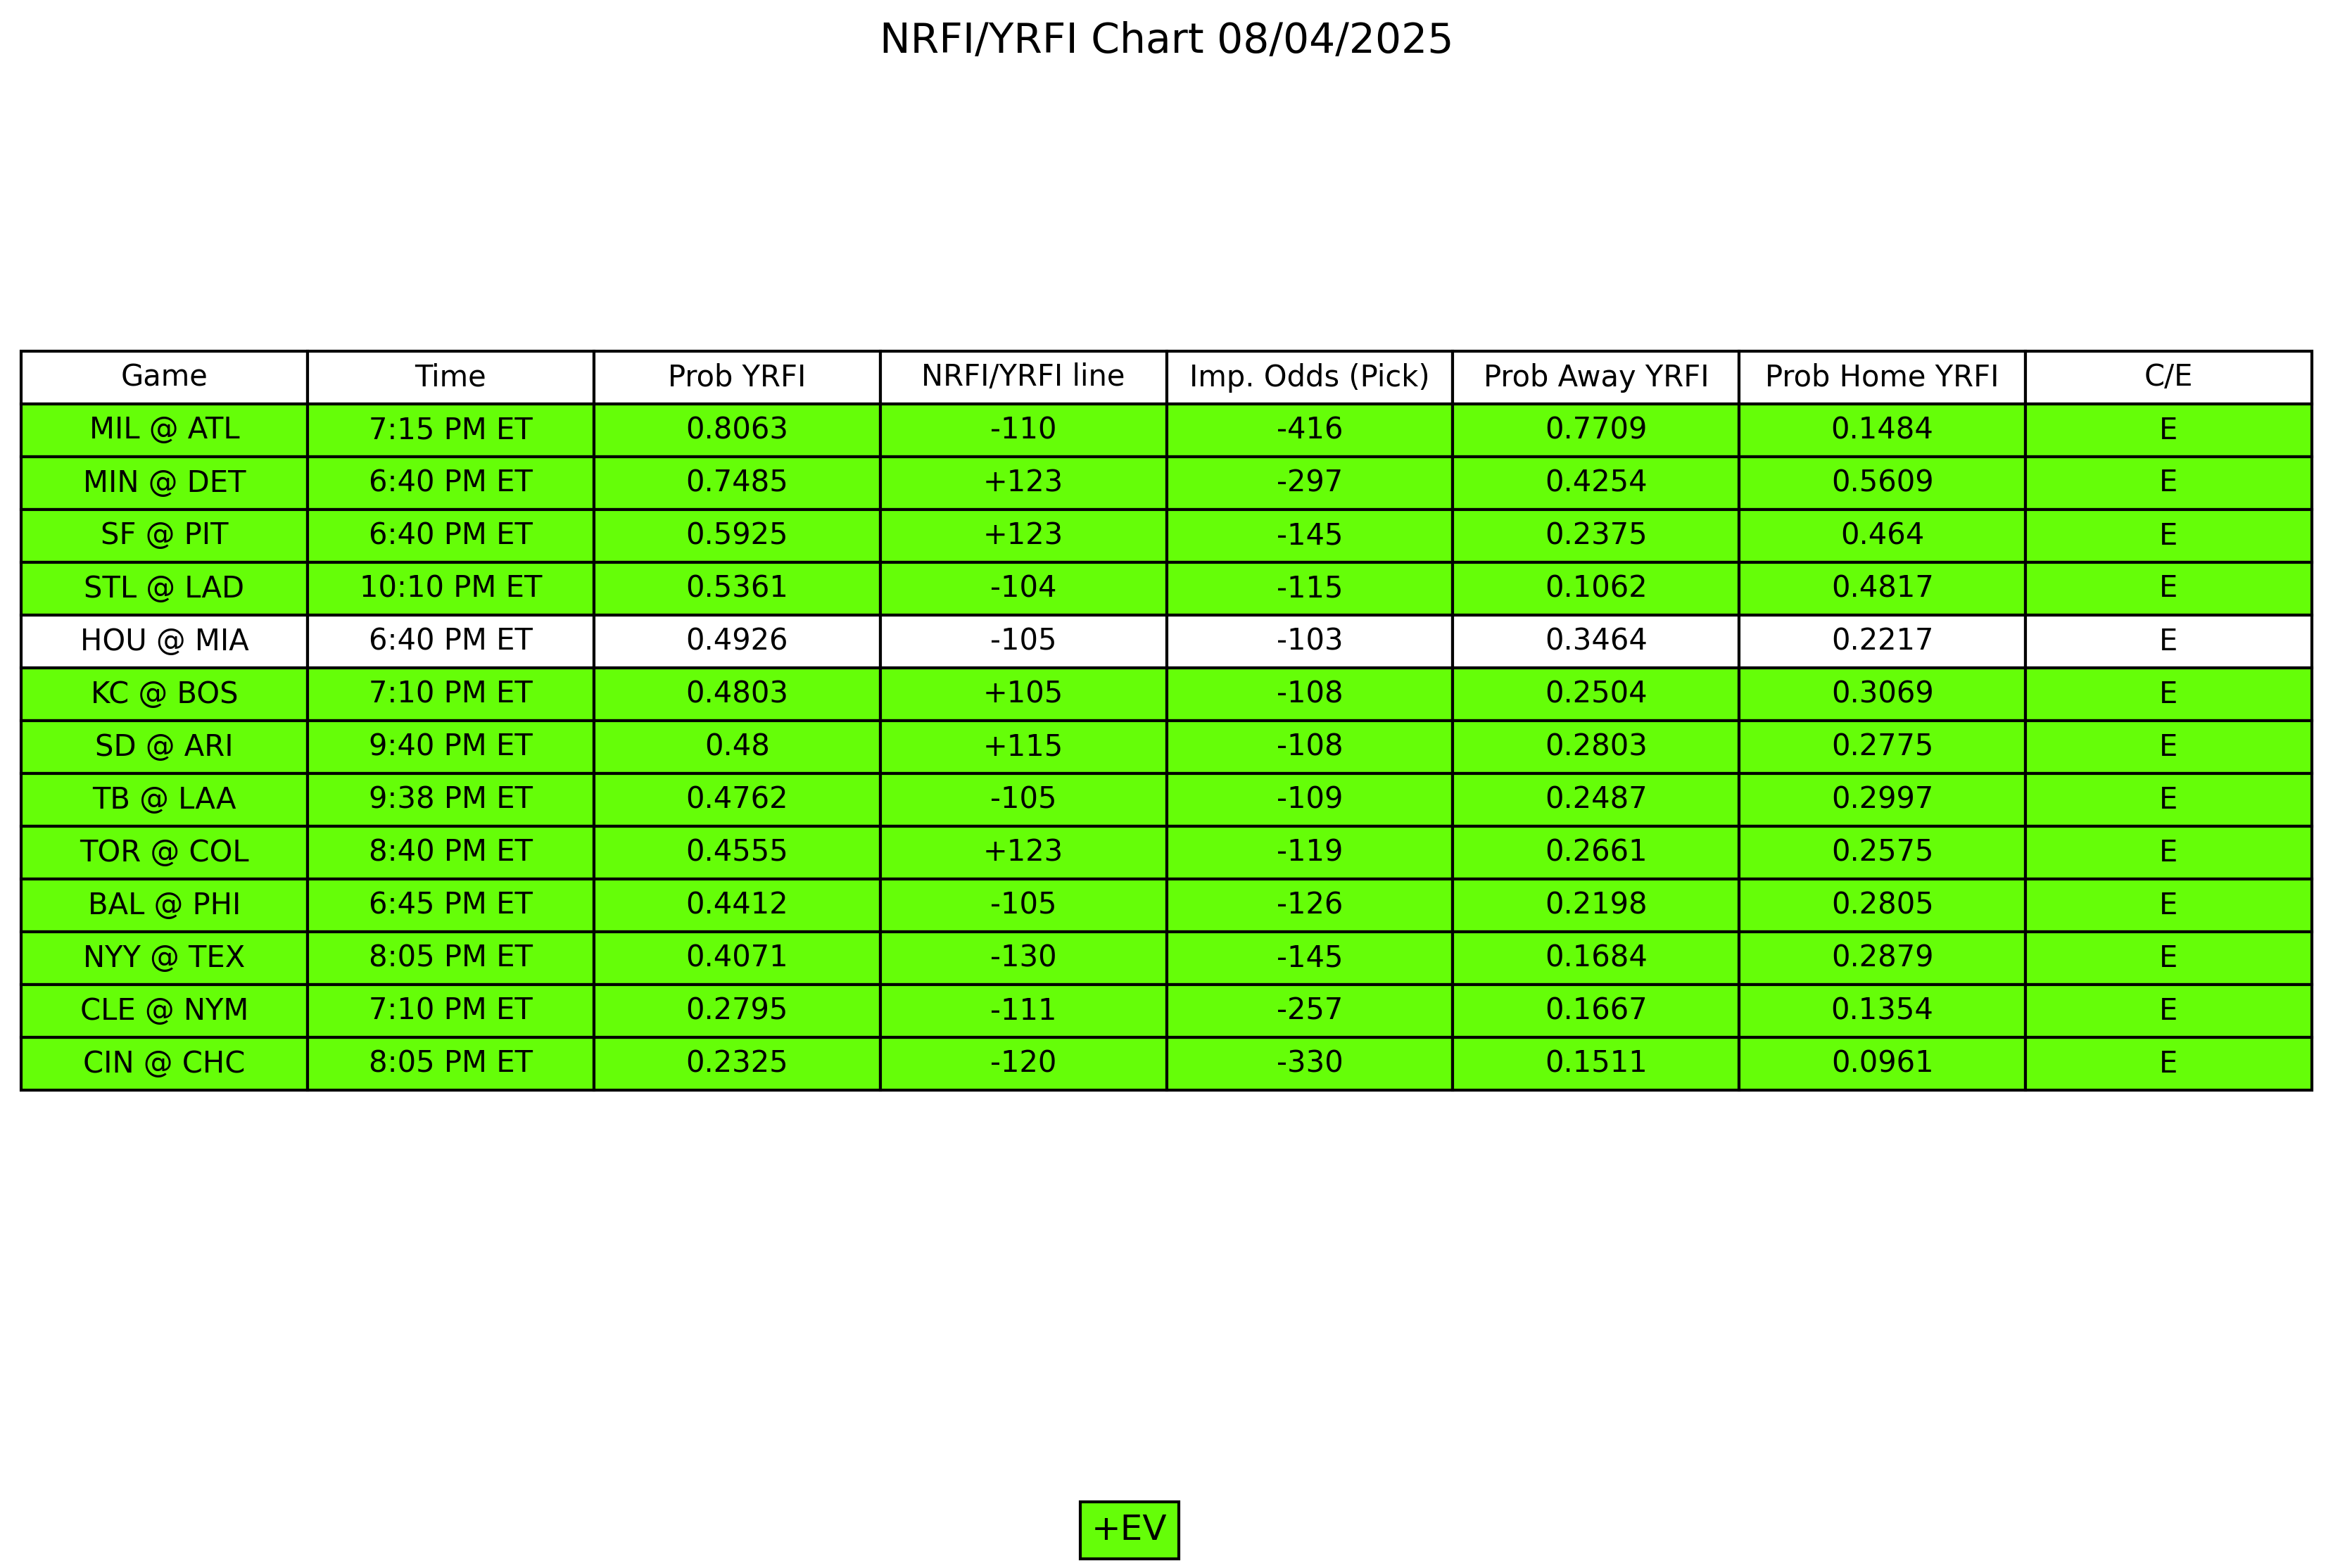 NRFI/YRFI Chart 08/04/2025
Game Time Prob YRFI NRFI/YRFI line Imp. Odds (Pick) Prob Away YRFI Prob Home YRFI C/E
MIL @ ATL 7:15 PM ET 0.8063 -110 -416 0.7709 0.1484 E
MIN @ DET 6:40 PM ET 0.7485 +123 -297 0.4254 0.5609 E
SF @ PIT 6:40 PM ET 0.5925 +123 -145 0.2375 0.464 E
STL @ LAD 10:10 PM ET 0.5361 -104 -115 0.1062 0.4817 E
HOU @ MIA 6:40 PM ET 0.4926 -105 -103 0.3464 0.2217 E
KC @ BOS 7:10 PM ET 0.4803 +105 -108 0.2504 0.3069 E
SD @ ARI 9:40 PM ET 0.48 +115 -108 0.2803 0.2775 E
TB @ LAA 9:38 PM ET 0.4762 -105 -109 0.2487 0.2997 E
TOR @ COL 8:40 PM ET 0.4555 +123 -119 0.2661 0.2575 E
BAL @ PHI 6:45 PM ET 0.4412 -105 -126 0.2198 0.2805 E
NYY @ TEX 8:05 PM ET 0.4071 -130 -145 0.1684 0.2879 E
CLE @ NYM 7:10 PM ET 0.2795 -111 -257 0.1667 0.1354 E
CIN @ CHC 8:05 PM ET 0.2325 -120 -330 0.1511 0.0961 E
+EV